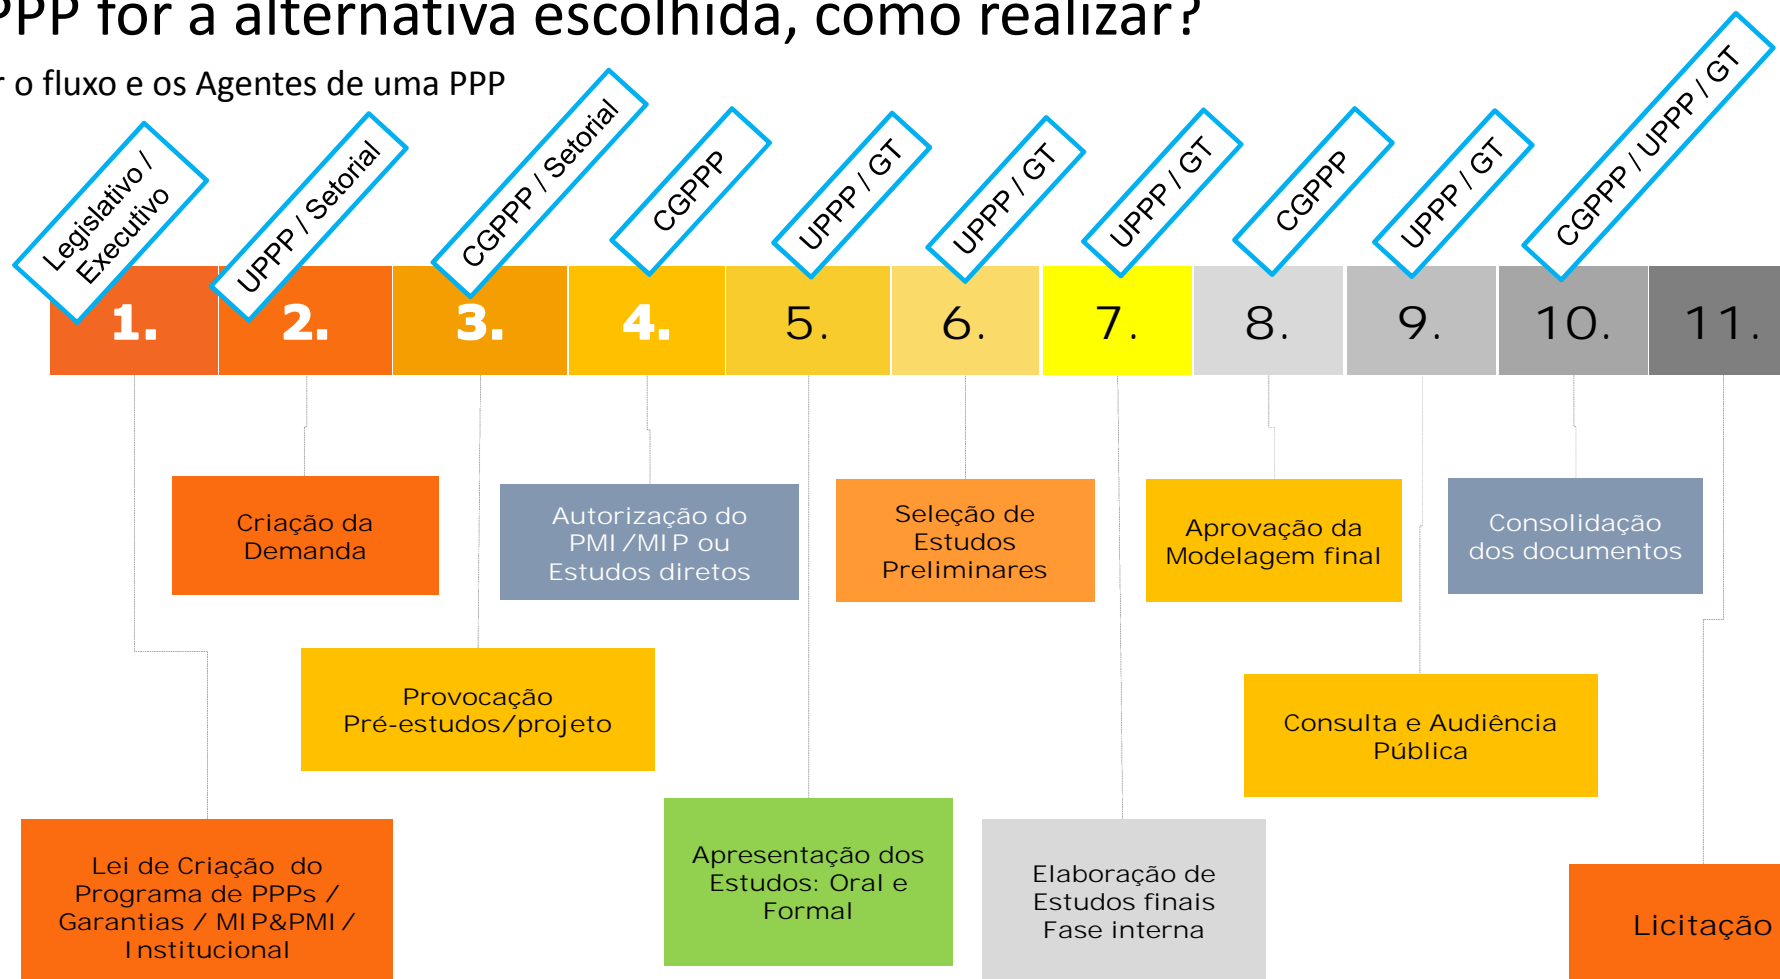 PPP for a alternativa escolhida, como realizar?
r o fluxo e os Agentes de uma PPP
Legislativo /
Executivo
UPPP / Setorial
CGPPP / Setorial
CGPPP
UPPP / GT
UPPP / GT
UPPP / GT
CGPPP
UPPP / GT
CGPPP / UPPP / GT
1.
2.
3.
4.
5.
6.
7.
8.
9.
10.
11.
Criação da
Demanda
Autorização do
PMI/MIP ou
Estudos diretos
Seleção de
Estudos
Preliminares
Aprovação da
Modelagem final
Consolidação
dos documentos
Provocação
Pré-estudos/projeto
Consulta e Audiência
Pública
Lei de Criação do
Programa de PPPs /
Garantias / MIP&PMI/
Institucional
Apresentação dos
Estudos: Oral e
Formal
Elaboração de
Estudos finais
Fase interna
Licitação